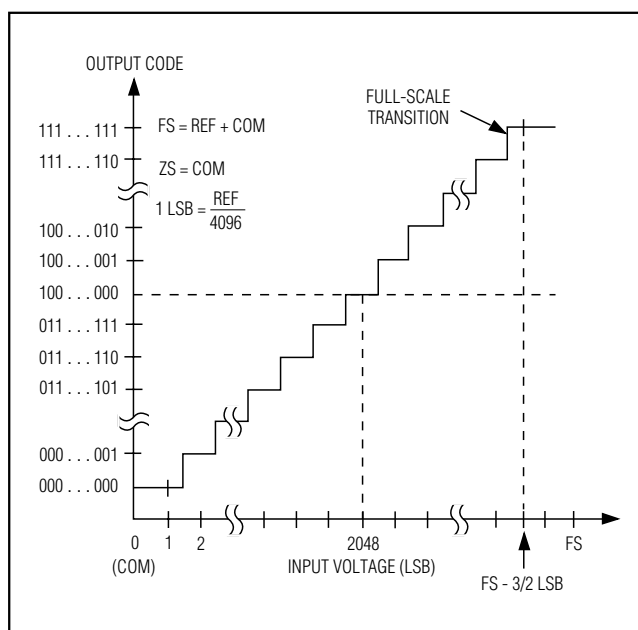 OUTPUT CODE
FULL-SCALE
TRANSITION
111 . . . 111
FS = REF + COM
111 . . . 110
ZS = COM
1 LSB = REF
4096
100 . . . 010
100 . . . 001
100 . . . 000
011 . . . 111
011 . . . 110
011 . . . 101
000 . . . 001
000 . . . 000
0 1 2 2048 FS
(COM) INPUT VOLTAGE (LSB)
FS - 3/2 LSB